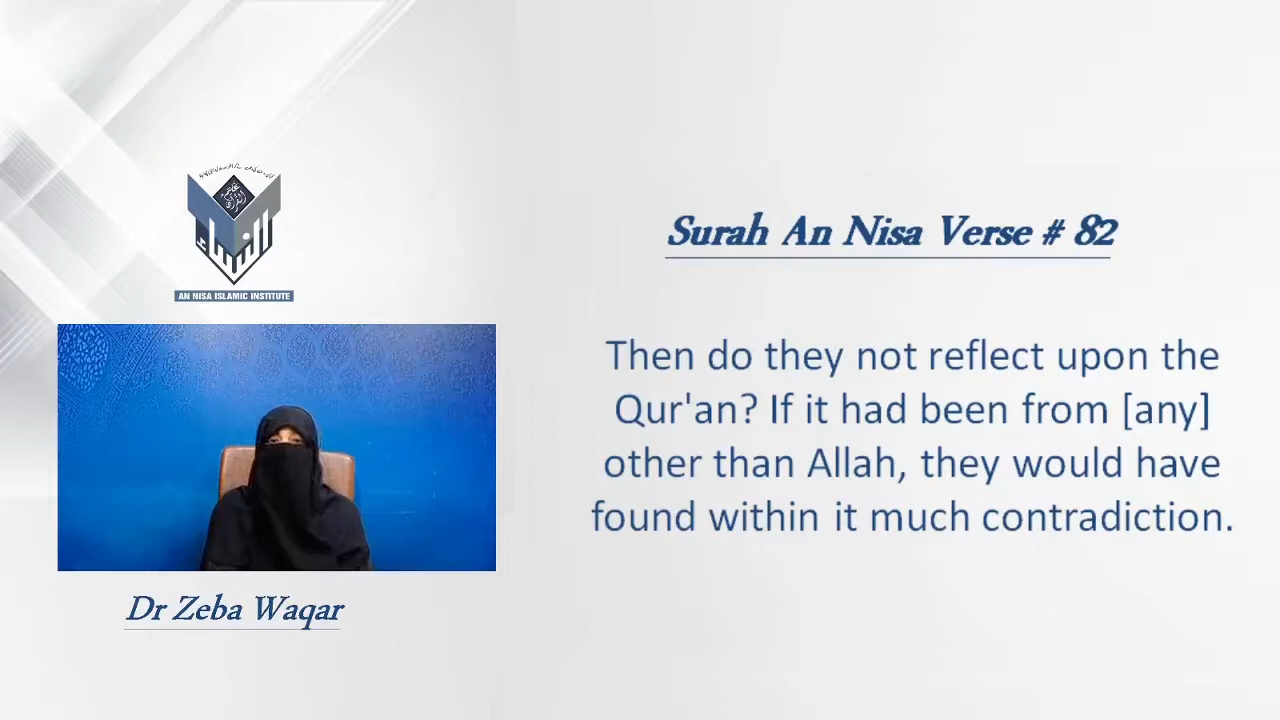 AN NISA ISLAMIC INSTITUTE
Dr Zeba Waqar
Surah An Nisa Verse # 82
Then do they not reflect upon the
Qur'an? If it had been from [any]
other than Allah, they would have
found within it much contradiction.